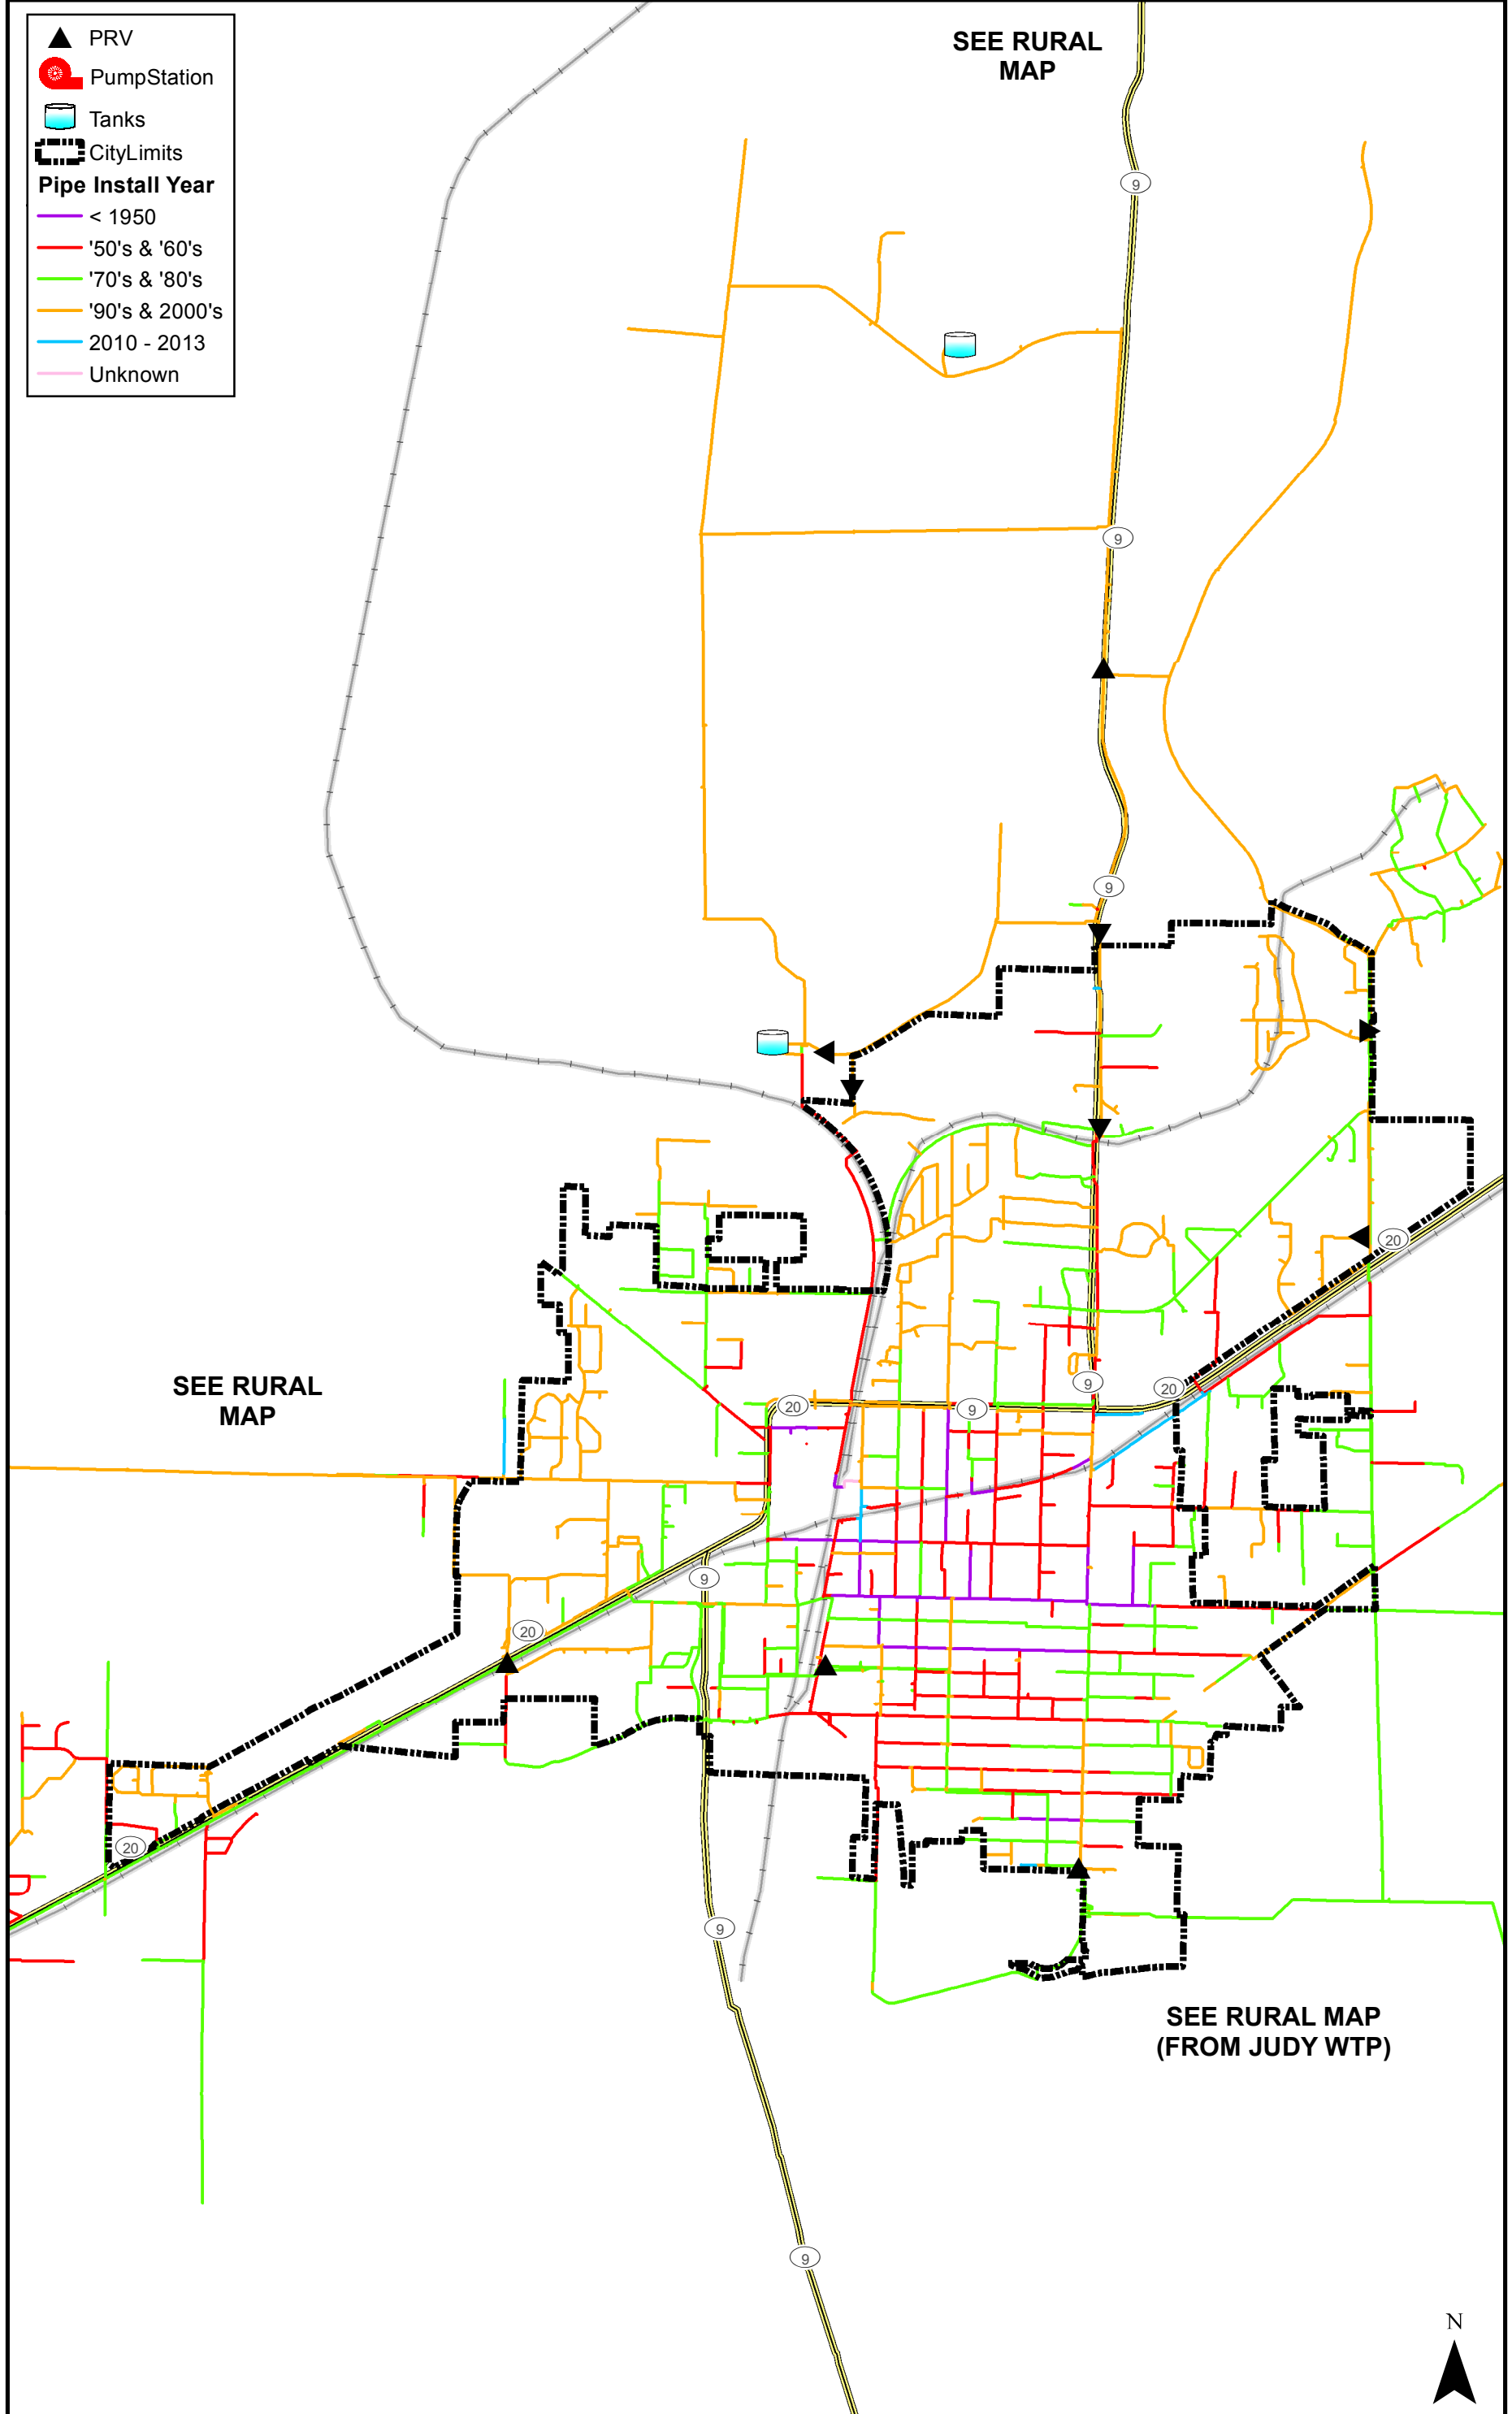 PRV
PumpStation
Tanks
CityLimits
Pipe Install Year
< 1950
'50's & '60's
'70's & '80's
'90's & 2000's
2010 - 2013
Unknown
SEE RURAL
MAP
9
9
9
20
SEE RURAL
MAP
9
20
20
9
9
20
20
9
SEE RURAL MAP
(FROM JUDY WTP)
9
N